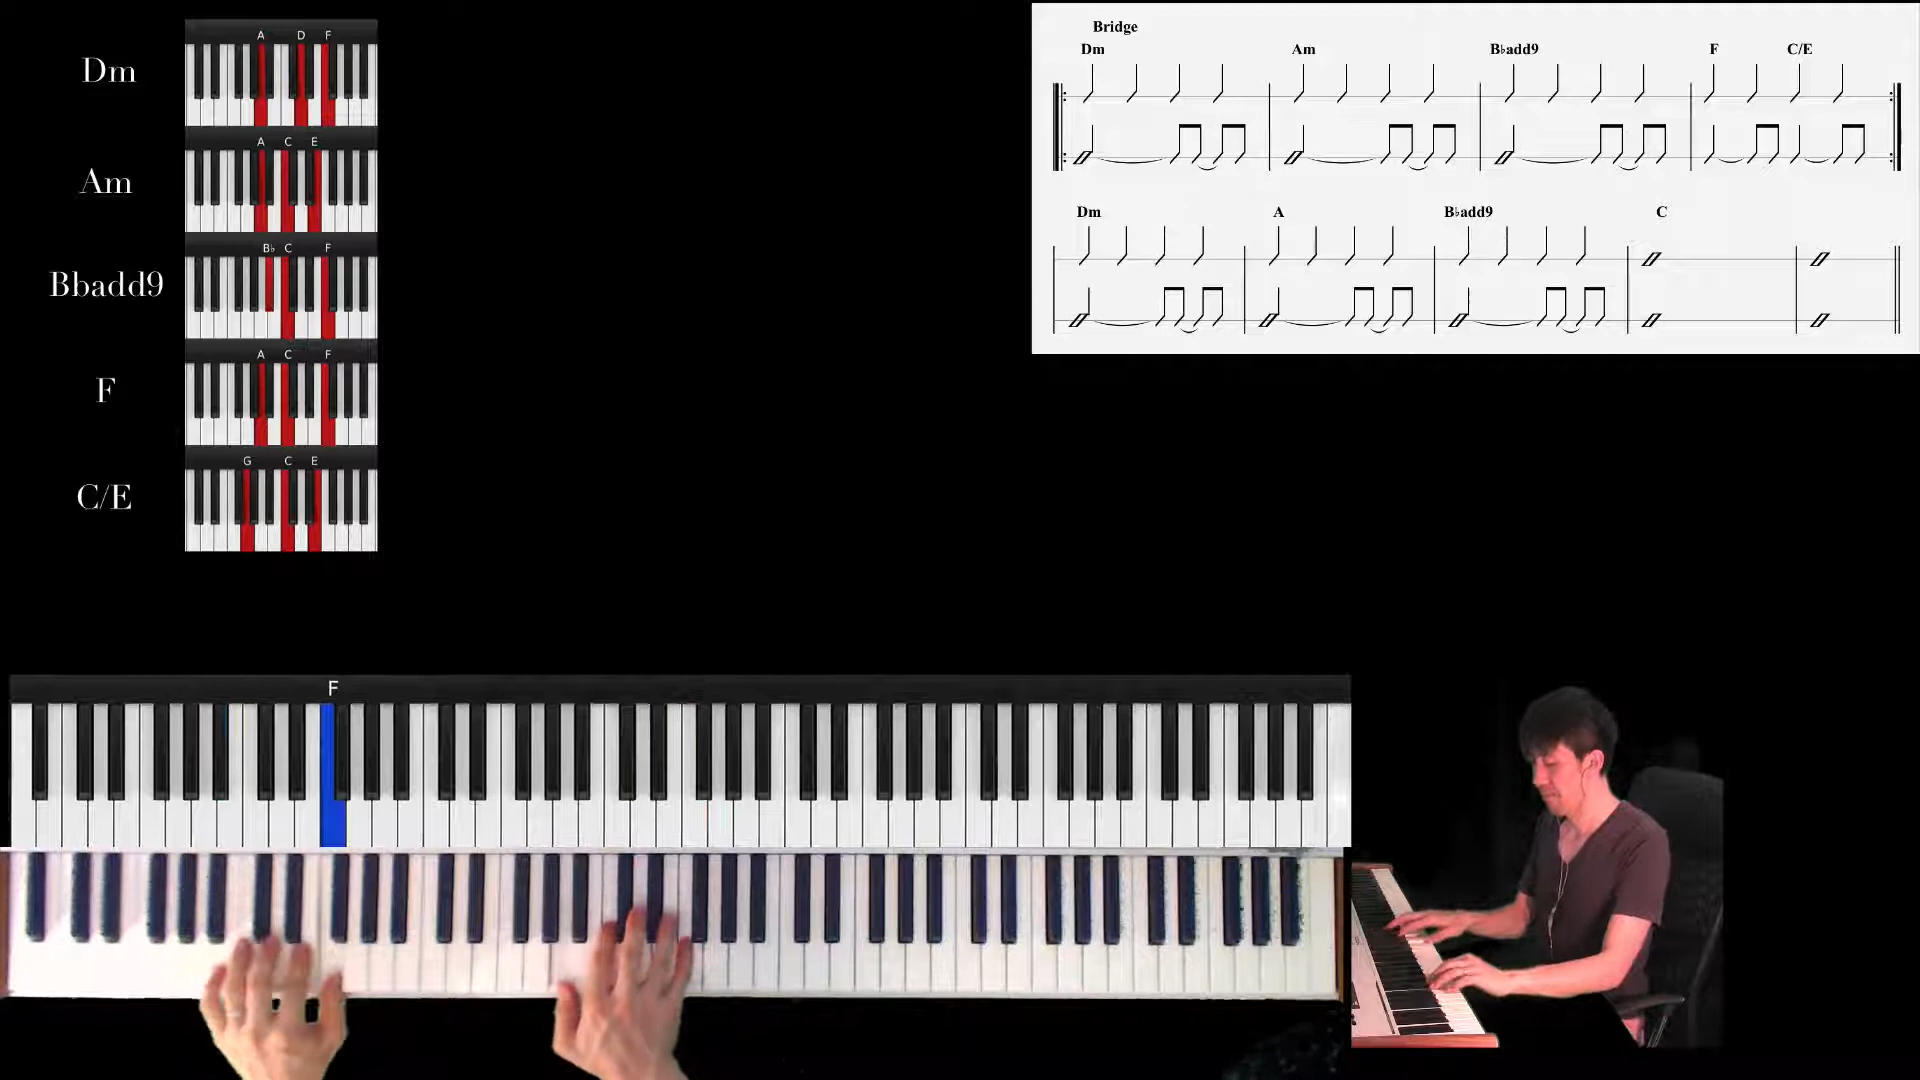 A D F
Dm
A C E
Am
B♭ C F
Bbadd9
A C F
F
G C E
C/E
Bridge
Dm Am B♭add9 F C/E
Dm A B♭add9 C
F